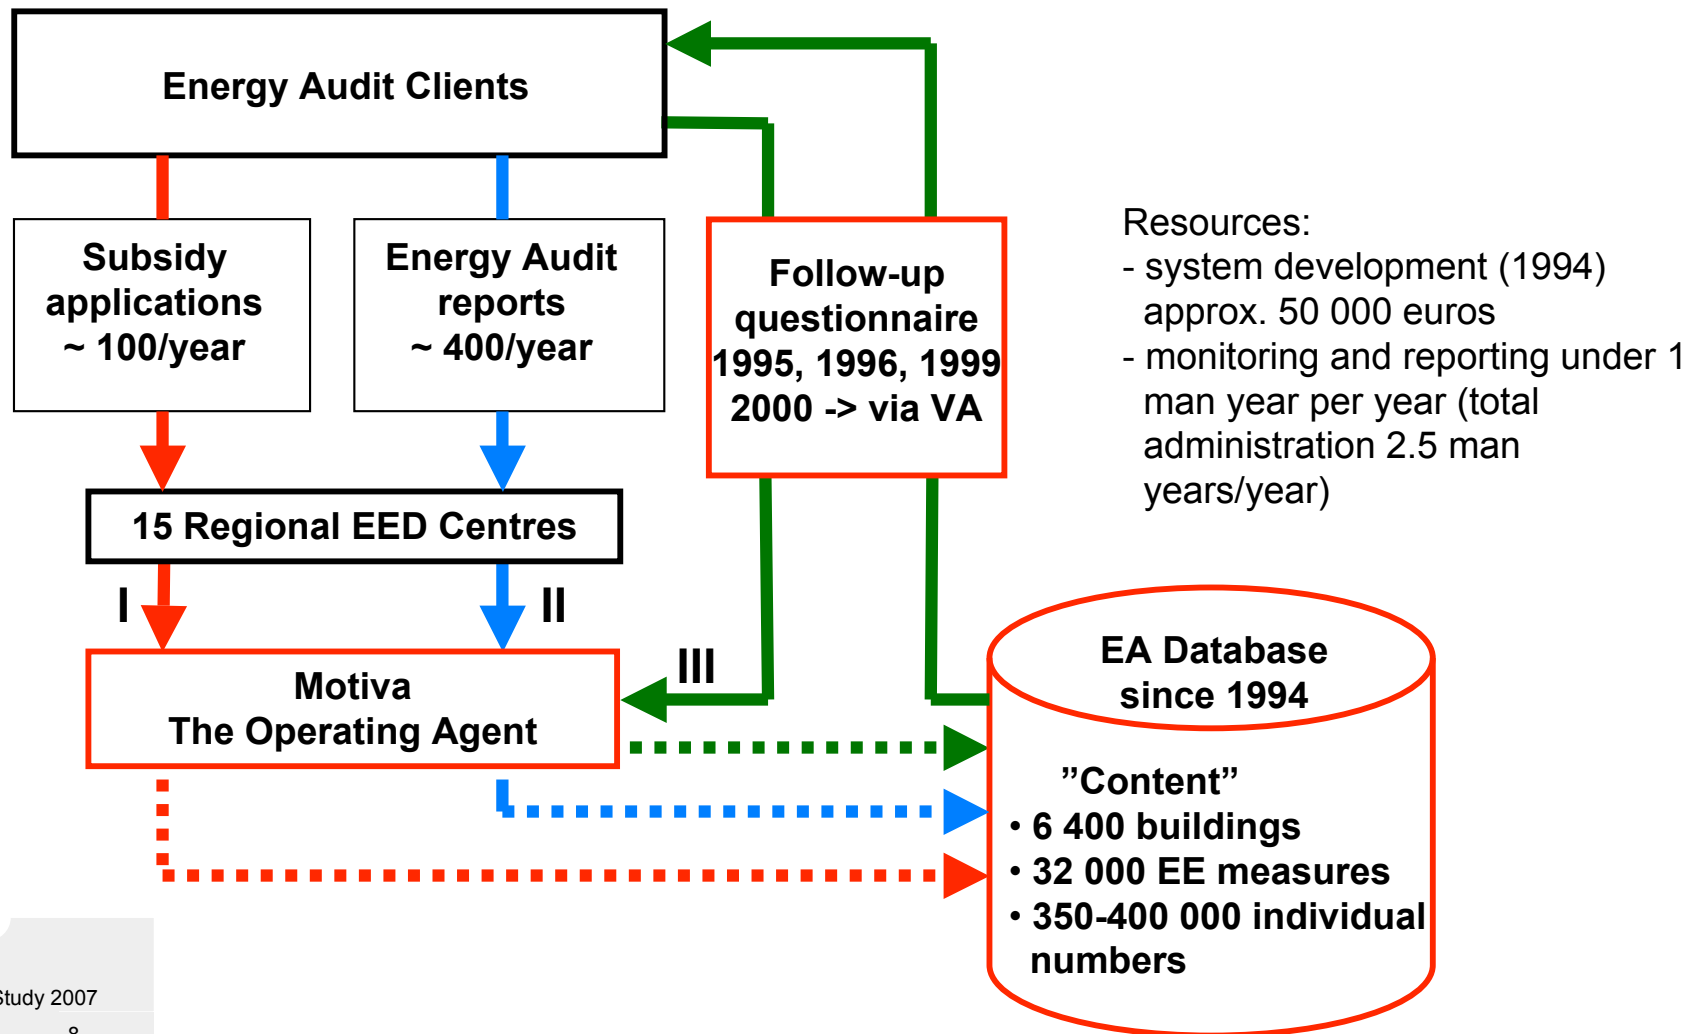 Energy Audit Clients
Subsidy
applications
~ 100/year
Energy Audit
reports
~ 400/year
Follow-up
questionnaire
1995, 1996, 1999
2000 -> via VA
Resources:
- system development (1994)
approx. 50 000 euros
- monitoring and reporting under 1
man year per year (total
administration 2.5 man
years/year)
15 Regional EED Centres
I
II
III
Motiva
The Operating Agent
EA Database
since 1994
”Content”
• 6 400 buildings
• 32 000 EE measures
• 350-400 000 individual
numbers
Study 2007
8